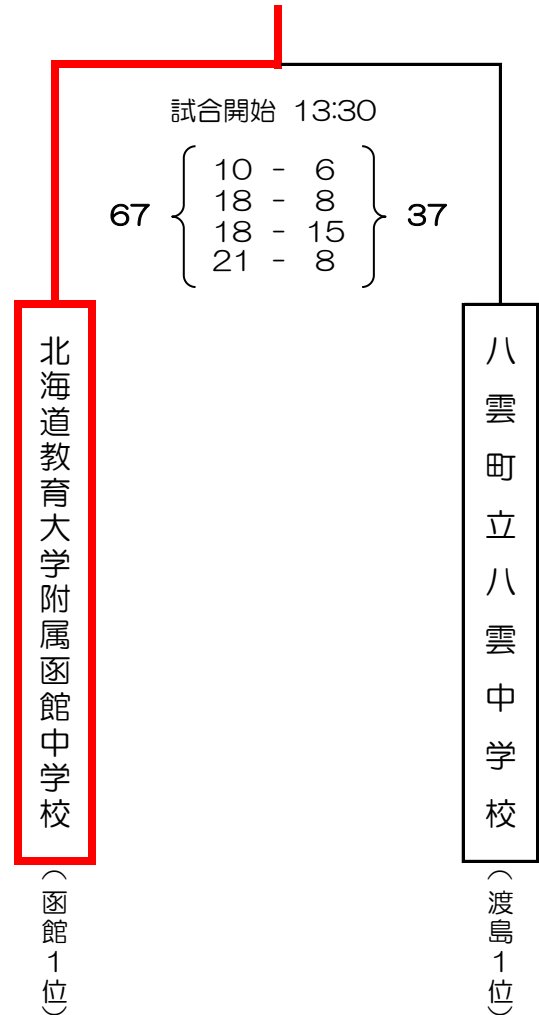 試合開始 13:30
67 37
10 - 6
18 - 8
18 - 15
21 - 8
北海道教育大学附属函館中学校
(函館1位)
八雲町立八雲中学校
(渡島1位)